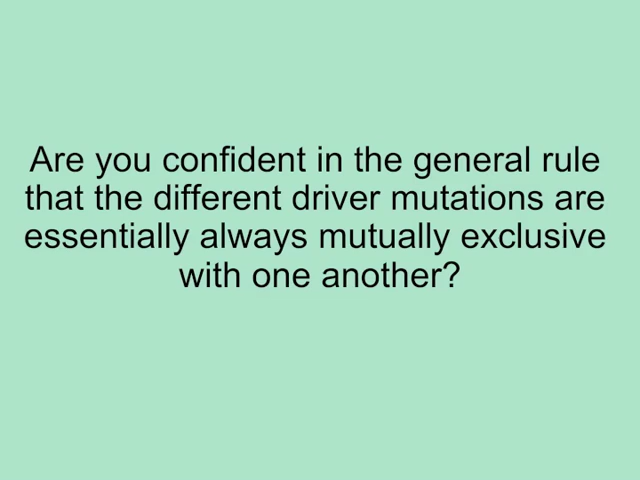 Are you confident in the general rule
that the different driver mutations are
essentially always mutually exclusive
with one another?